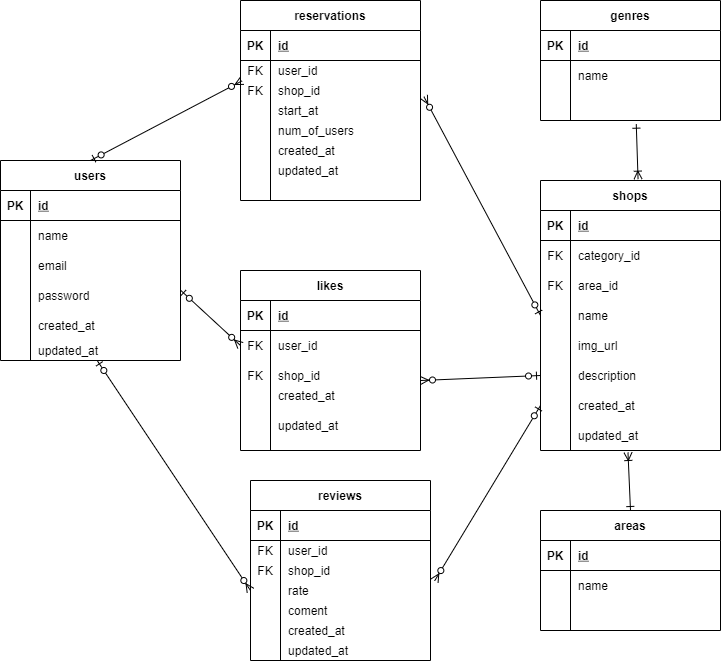 reservations
PK id
FK user_id
FK shop_id
start_at
num_of_users
created_at
updated_at
genres
PK id
name
users
PK id
name
email
password
created_at
updated_at
shops
PK id
FK category_id
FK area_id
name
img_url
description
created_at
updated_at
likes
PK id
FK user_id
FK shop_id
created_at
updated_at
reviews
PK id
FK user_id
FK shop_id
rate
coment
created_at
updated_at
areas
PK id
name